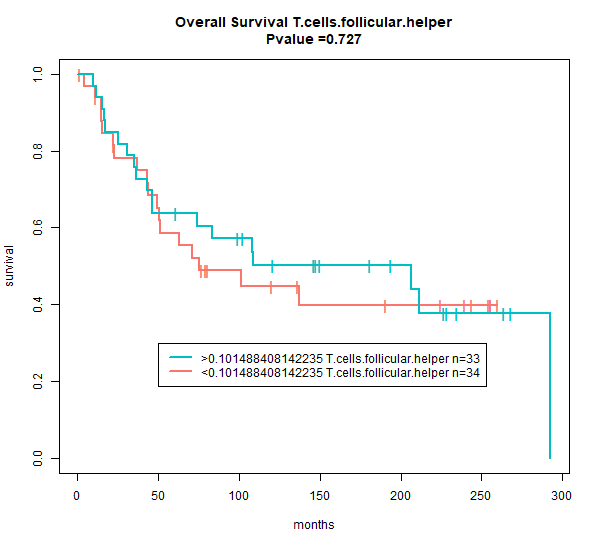 Overall Survival T.cells.follicular.helper
Pvalue =0.727
survival
1.0
0.8
0.6
0.4
0.2
0.0
>0.101488408142235 T.cells.follicular.helper n=33
<0.101488408142235 T.cells.follicular.helper n=34
0 50 100 150 200 250 300
months